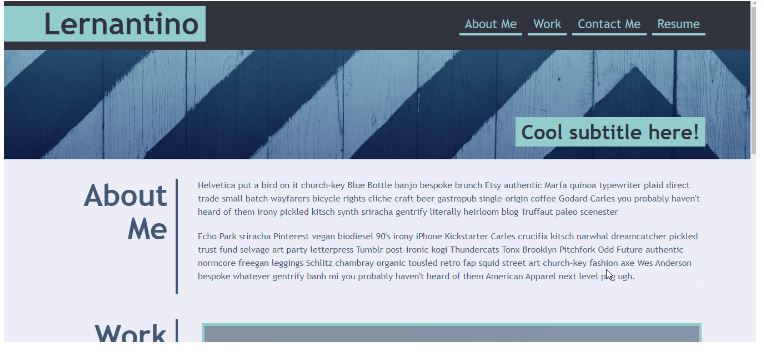 Lernantino
About Me Work Contact Me Resume
Cool subtitle here!
About
Me
Helvetica put a bird on it church-key Blue Bottle banjo bespoke brunch Etsy authentic Marfa quinoa typewriter plaid direct
trade small batch wayfarers bicycle rights cliche craft beer gastropub single-origin coffee Godard Carles you probably haven't
heard of them irony pickled kitsch synth sriracha gentrify literally heirloom blog Truffaut paleo scenester
Echo Park sriracha Pinterest vegan biodiesel 90's irony iPhone Kickstarter Carles crucifix kitsch narwhal dreamcatcher pickled
trust fund selvage art party letterpress Tumblr post-ironic kogi Thundercats Tonx Brooklyn Pitchfork Odd Future authentic
normcore freegan leggings Schlitz chambray organic tousled retro fap squid street art church-key fashion axe Wes Anderson
bespoke whatever gentrify banh mi you probably haven't heard of them American Apparel next level ugh.
Work